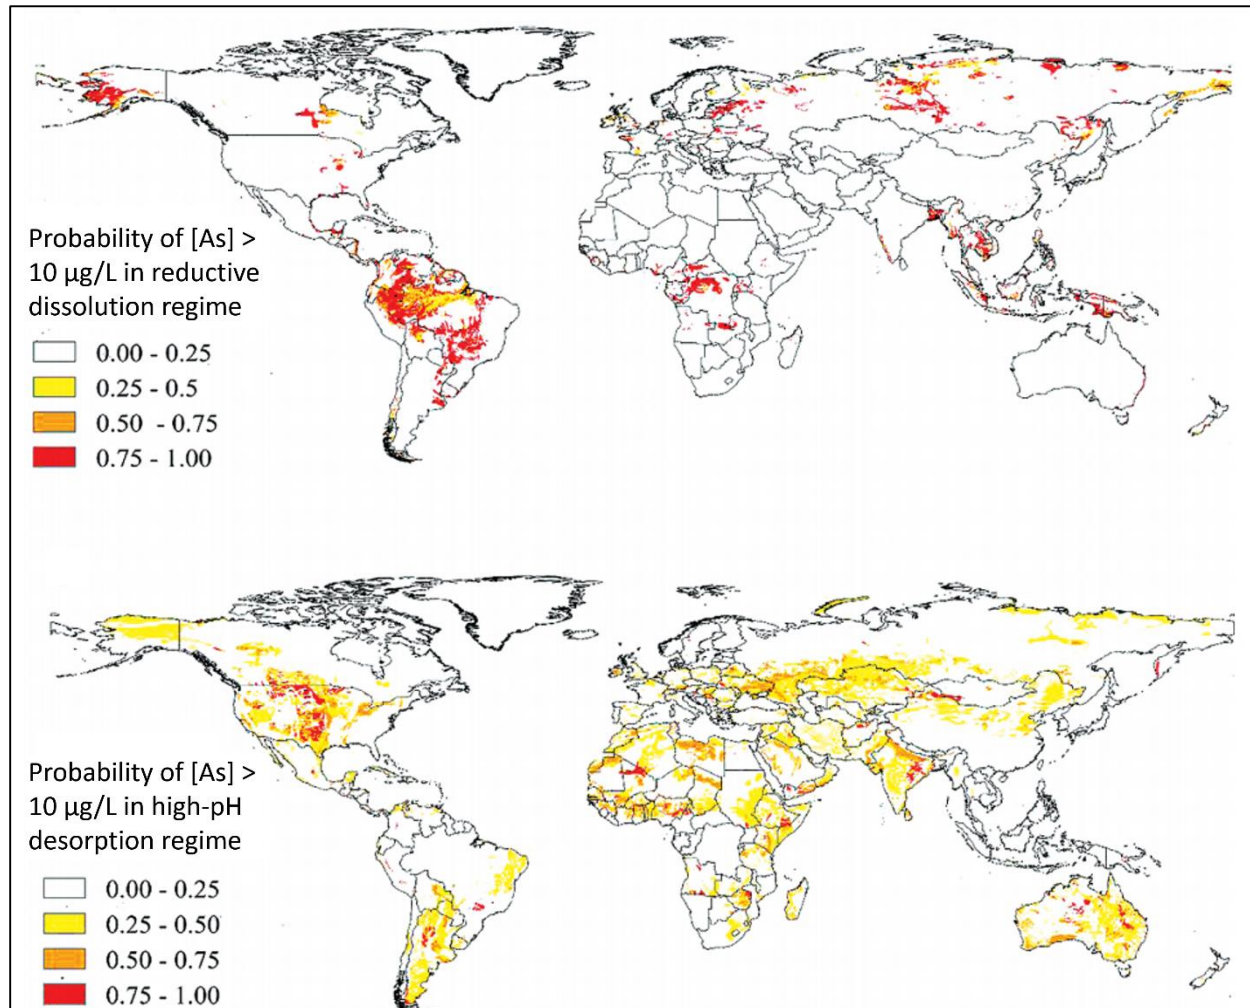 Probability of [As] >
10 µg/L in reductive
dissolution regime
0.00 - 0.25
0.25 - 0.5
0.50 - 0.75
0.75 - 1.00
Probability of [As] >
10 µg/L in high-pH
desorption regime
0.00 - 0.25
0.25 - 0.50
0.50 - 0.75
0.75 - 1.00